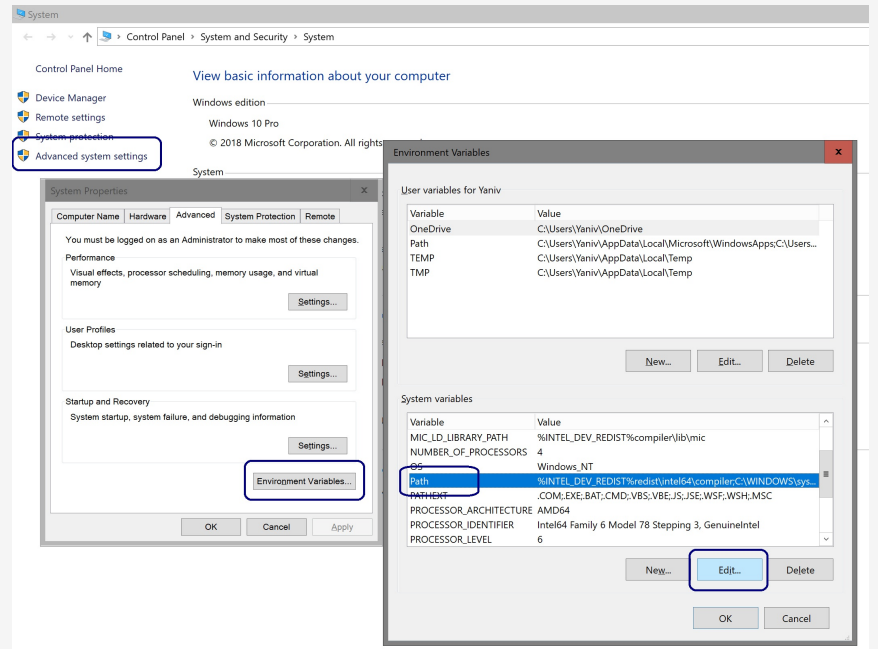 System
Control Panel > System and Security > System
Control Panel Home
Device Manager
Remote settings
System protection
Advanced system settings
View basic information about your computer
Windows edition
Windows 10 Pro
© 2018 Microsoft Corporation. All rights
System
System Properties x
Computer Name Hardware Advanced System Protection Remote
You must be logged on as an Administrator to make most of these changes.
Performance
Visual effects, processor scheduling, memory usage, and virtual
memory
Settings...
User Profiles
Desktop settings related to your sign-in
Settings...
Startup and Recovery
System startup, system failure, and debugging information
Settings...
Environment Variables...
OK Cancel Apply
Environment Variables x
User variables for Yaniv
Variable Value
OneDrive C:\Users\Yaniv\OneDrive
Path C:\Users\Yaniv\AppData\Local\Microsoft\WindowsApps;C:\Users...
TEMP C:\Users\Yaniv\AppData\Local\Temp
TMP C:\Users\Yaniv\AppData\Local\Temp
New... Edit... Delete
System variables
Variable Value
MIC_LD_LIBRARY_PATH %INTEL_DEV_REDIST%compiler\lib\mic
NUMBER_OF_PROCESSORS 4
OS Windows_NT
Path %INTEL_DEV_REDIST%redist\intel64\compiler;C:\WINDOWS\sys...
PATHEXT .COM;.EXE;.BAT;.CMD;.VBS;.VBE;.JS;.JSE;.WSF;.WSH;.MSC
PROCESSOR_ARCHITECTURE AMD64
PROCESSOR_IDENTIFIER Intel64 Family 6 Model 78 Stepping 3, GenuineIntel
PROCESSOR_LEVEL 6
New... Edit... Delete
OK Cancel